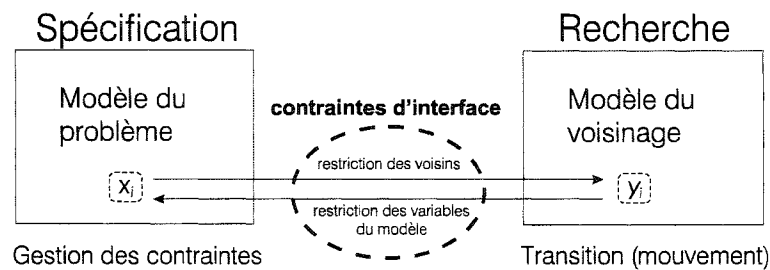 Spécification
Recherche
Modèle du
problème
contraintes d'interface
Modèle du
voisinage
restriction des voisins
xi
yi
restriction des variables
du modèle
Gestion des contraintes
Transition (mouvement)